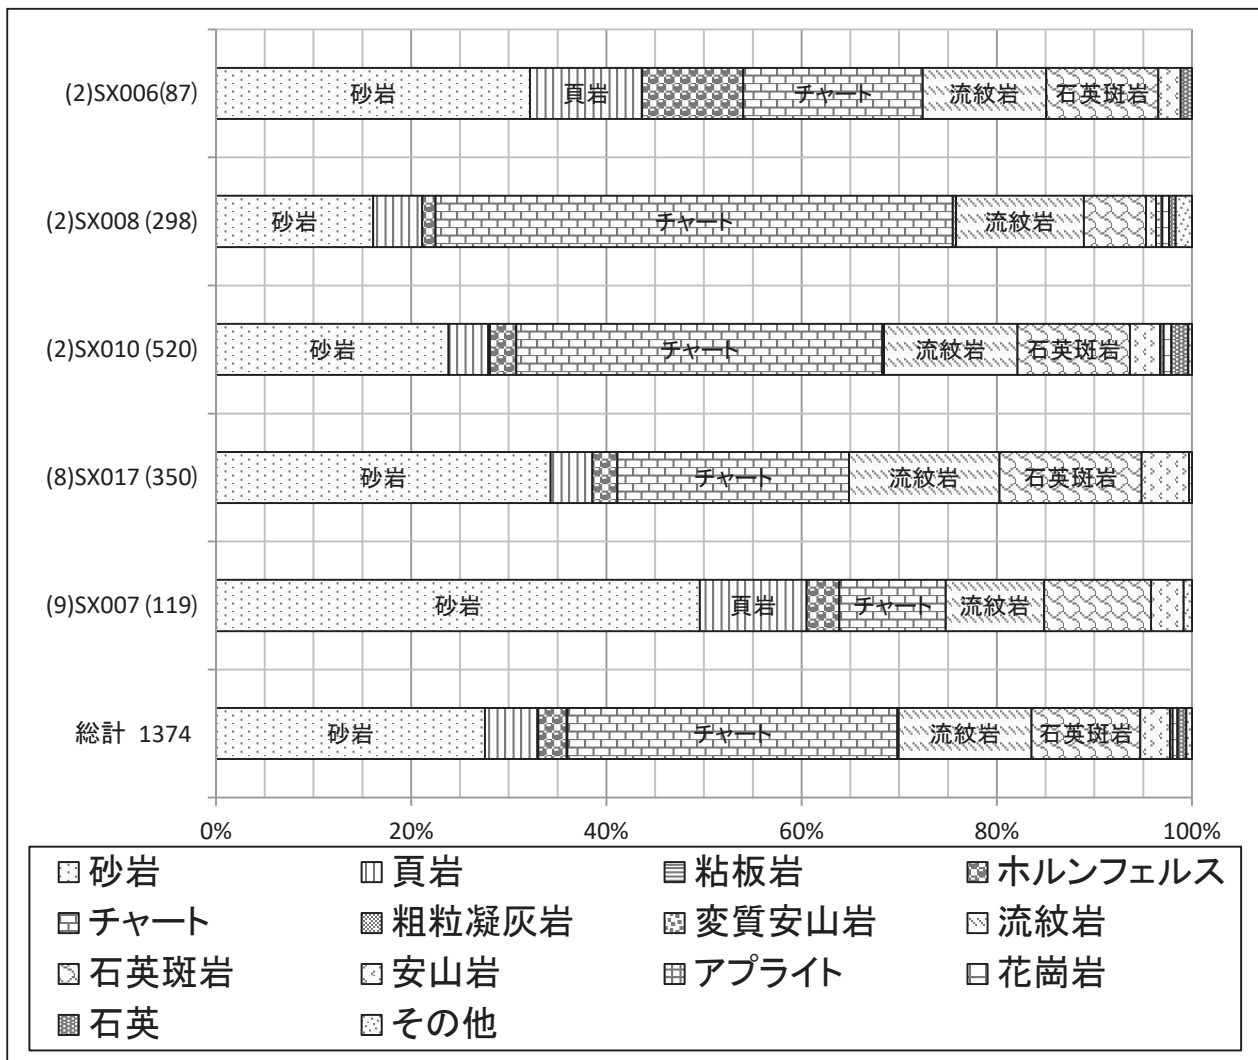 (2)SX006(87) 砂岩 頁岩 チャート 流紋岩 石英斑岩
(2)SX008 (298) 砂岩 チャート 流紋岩
(2)SX010 (520) 砂岩 チャート 流紋岩 石英斑岩
(8)SX017 (350) 砂岩 チャート 流紋岩 石英斑岩
(9)SX007 (119) 砂岩 頁岩 チャート 流紋岩
総計 1374 砂岩 チャート 流紋岩 石英斑岩
0% 20% 40% 60% 80% 100%
砂岩 頁岩 粘板岩 ホルンフェルス
チャート 粗粒凝灰岩 変質安山岩 流紋岩
石英斑岩 安山岩 アプライト 花崗岩
石英 その他